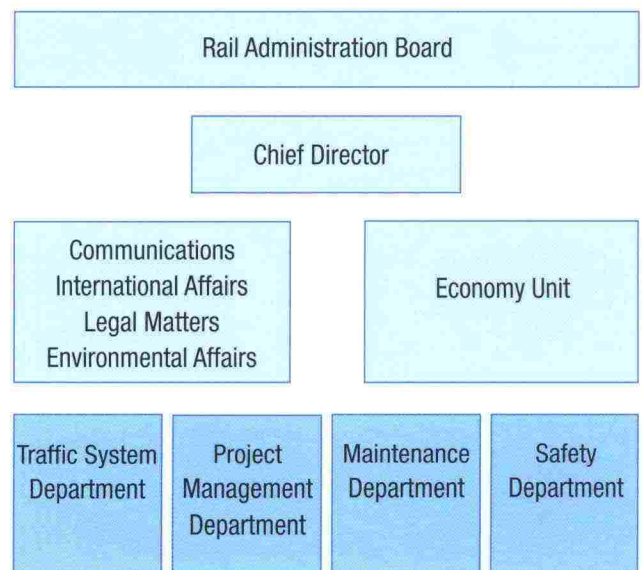 Rail Administration Board
Chief Director
Communications
International Affairs
Legal Matters
Environmental Affairs
Economy Unit
Traffic System
Department
Project
Management
Department
Maintenance
Department
Safety
Department